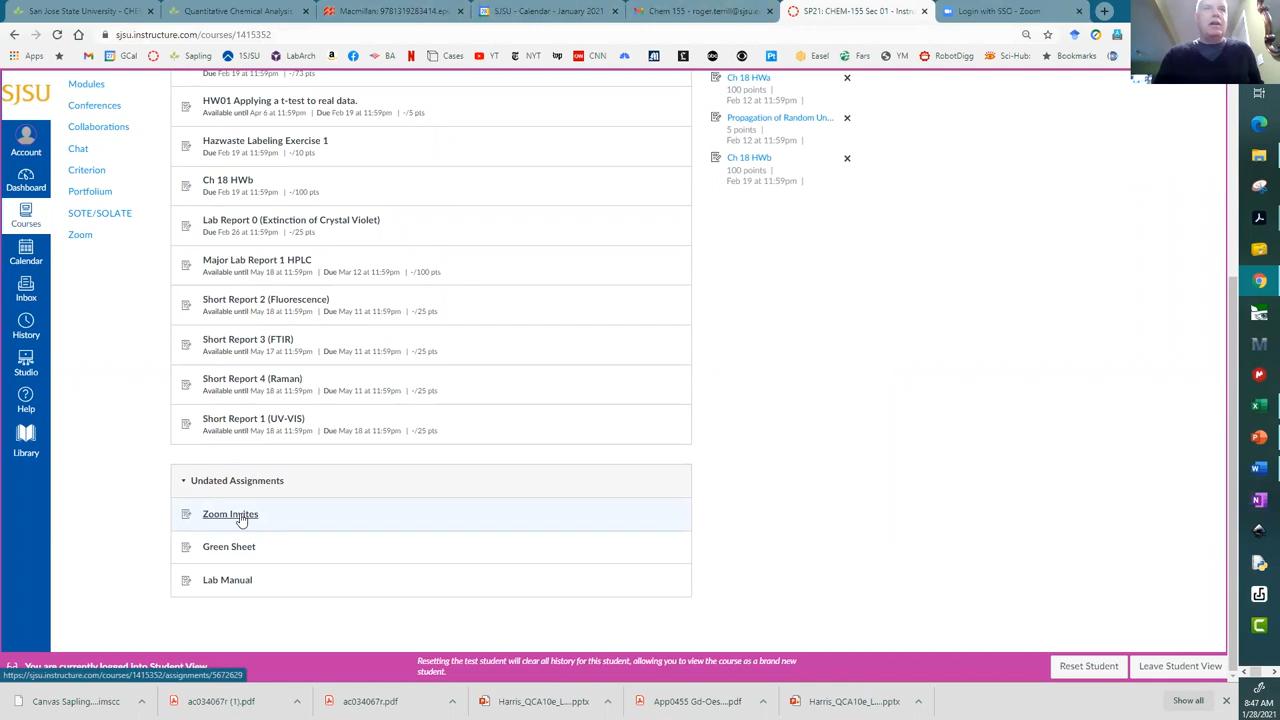 San Jose State University
Quantitative Chemical Analysis
Macmillan: 9781319283414.eps
SJSU - Calendar - January 2021
Chem 155 - roger.terrill@sjsu.e
SP21: CHEM-155 Sec 01 - Instrum
Login with SSO - Zoom
sjsu.instructure.com/courses/1415352
Apps
GCal
Sapling
1SJSU
LabArch
BA
N
Cases
YT
NYT
wp
CNN
Easel
Fars
YM
RobotDigg
Sci-Hub:
Bookmarks
SJSU
Account
Dashboard
Courses
Calendar
Inbox
History
Studio
Help
Library
Modules
Conferences
Collaborations
Chat
Criterion
Portfolium
SOTE/SOLATE
Zoom
Due Feb 19 at 11:59pm | -/73 pts
HW01 Applying a t-test to real data.
Available until Apr 6 at 11:59pm | Due Feb 19 at 11:59pm | -/5 pts
Hazwaste Labeling Exercise 1
Due Feb 19 at 11:59pm | -/10 pts
Ch 18 HWb
Due Feb 19 at 11:59pm | -/100 pts
Lab Report 0 (Extinction of Crystal Violet)
Due Feb 26 at 11:59pm | -/25 pts
Major Lab Report 1 HPLC
Available until May 18 at 11:59pm | Due Mar 12 at 11:59pm | -/100 pts
Short Report 2 (Fluorescence)
Available until May 18 at 11:59pm | Due May 11 at 11:59pm | -/25 pts
Short Report 3 (FTIR)
Available until May 17 at 11:59pm | Due May 11 at 11:59pm | -/25 pts
Short Report 4 (Raman)
Available until May 18 at 11:59pm | Due May 11 at 11:59pm | -/25 pts
Short Report 1 (UV-VIS)
Available until May 18 at 11:59pm | Due May 18 at 11:59pm | -/25 pts
Undated Assignments
Zoom Invites
Green Sheet
Lab Manual
Ch 18 HWa
100 points |
Feb 12 at 11:59pm |
Propagation of Random Un...
5 points |
Feb 12 at 11:59pm |
Ch 18 HWb
100 points |
Feb 19 at 11:59pm |
You are currently logged into Student View
Resetting the test student will clear all history for this student, allowing you to view the course as a brand new
student.
Reset Student
Leave Student View
https://sjsu.instructure.com/courses/1415352/assignments/5672629
Canvas Sapling....imscc
ac034067r (1).pdf
ac034067r.pdf
Harris_QCA10e_L....pptx
App0455 Gd-Oes....pdf
Harris_QCA10e_L....pptx
Show all
8:47 AM
1/28/2021